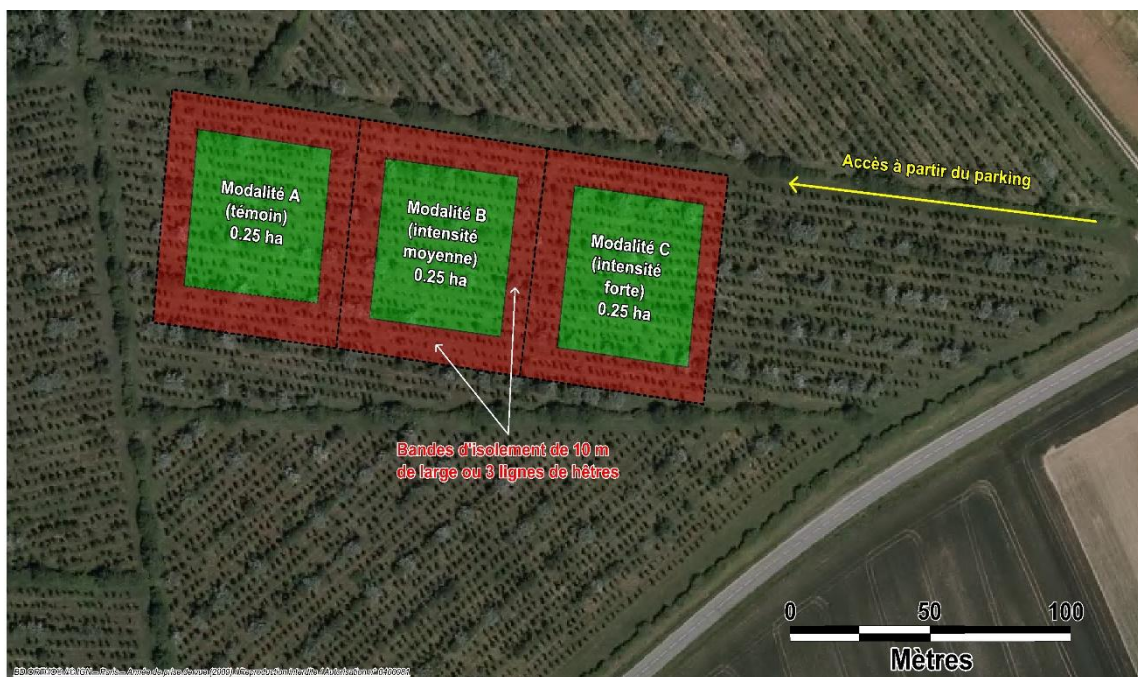 Modalité A
(témoin)
0.25 ha
Modalité B
(intensité
moyenne)
0.25 ha
Modalité C
(intensité
forte)
0.25 ha
Accès à partir du parking
Bandes d'isolement de 10 m
de large ou 3 lignes de hêtres
0 50 100
Mètres